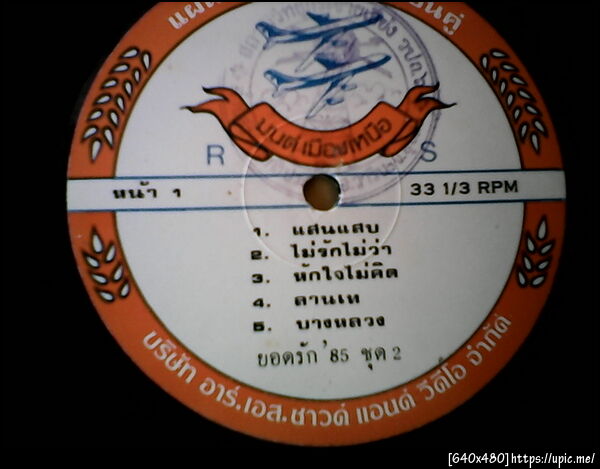 มนต์เมืองเหนือ
R S
หน้า 1 33 1/3 RPM
1. แสนแสบ
2. ไม่รักไม่ว่า
3. หักใจไม่คิด
4. ลานเท
5. บางหลวง
ยอดรัก '85 ชุด 2
บริษัท อาร์.เอส.ซาวด์ แอนด์ วีดีโอ จำกัด
[640x480]https://upic.me/